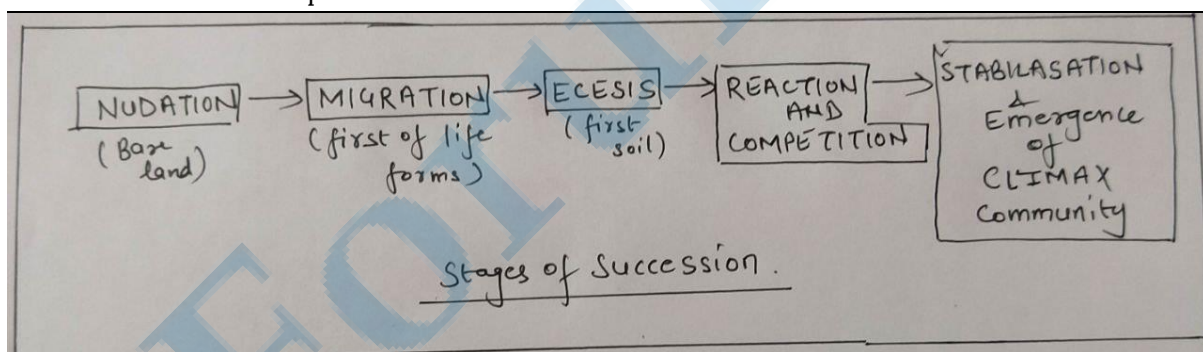 NUDATION → MIGRATION → ECESIS → REACTION AND COMPETITION → STABILASATION & Emergence of CLIMAX Community
(Bare land)
(first of life forms)
(first soil)
Stages of Succession.
ForUM